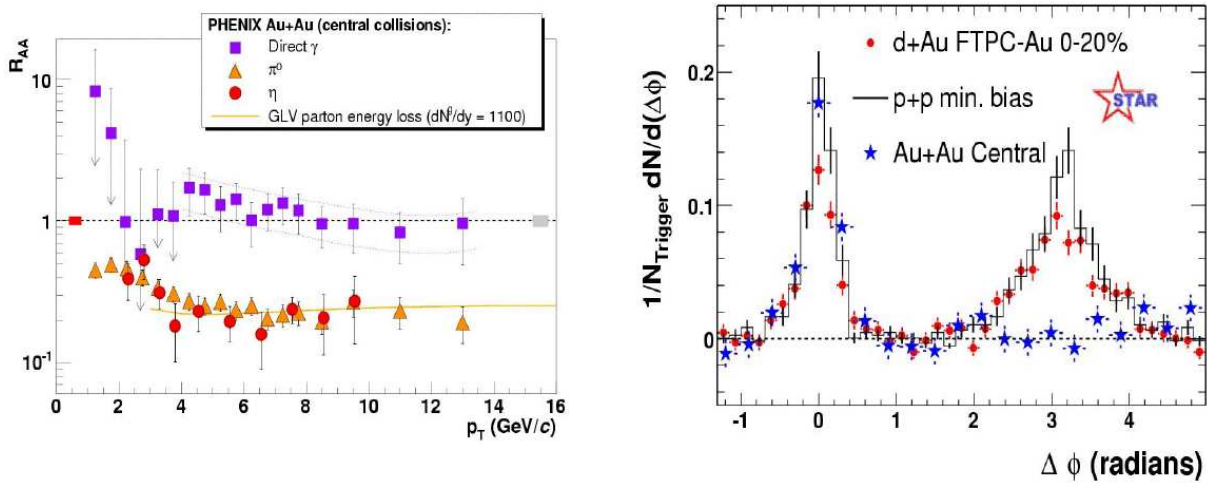 PHENIX Au+Au (central collisions):
Direct γ
π⁰
η
GLV parton energy loss (dNᵍ/dy = 1100)
R_AA
10
1
10⁻¹
0 2 4 6 8 10 12 14 16
p_T (GeV/c)
d+Au FTPC-Au 0-20%
p+p min. bias
Au+Au Central
STAR
1/N_Trigger dN/d(Δϕ)
0.2
0.1
0
-1 0 1 2 3 4
Δ ϕ (radians)